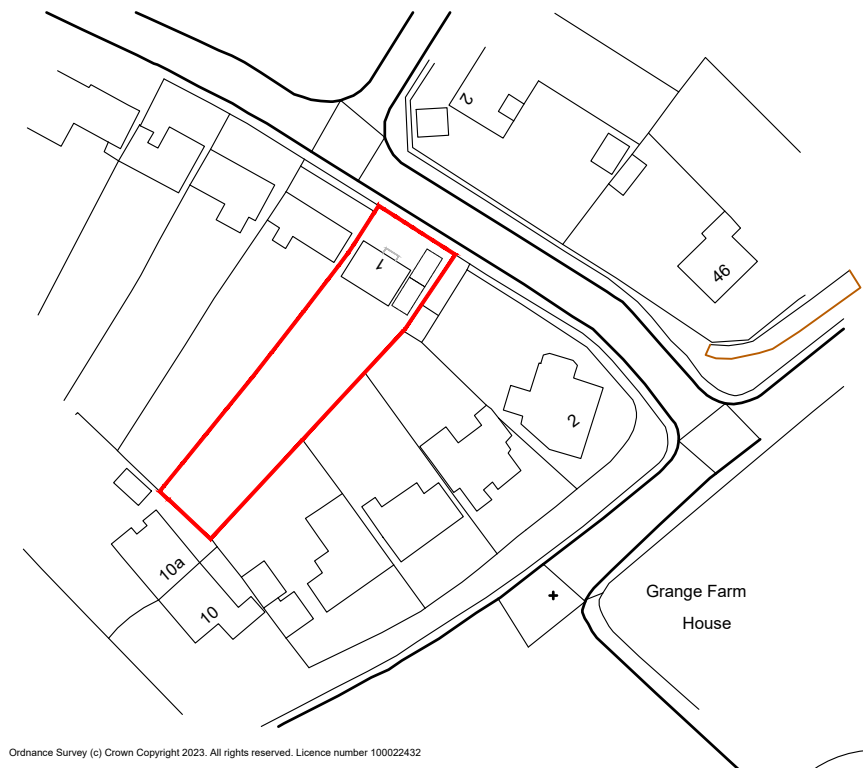 2
46
1
2
10a
10
Grange Farm
House
Ordnance Survey (c) Crown Copyright 2023. All rights reserved. Licence number 100022432